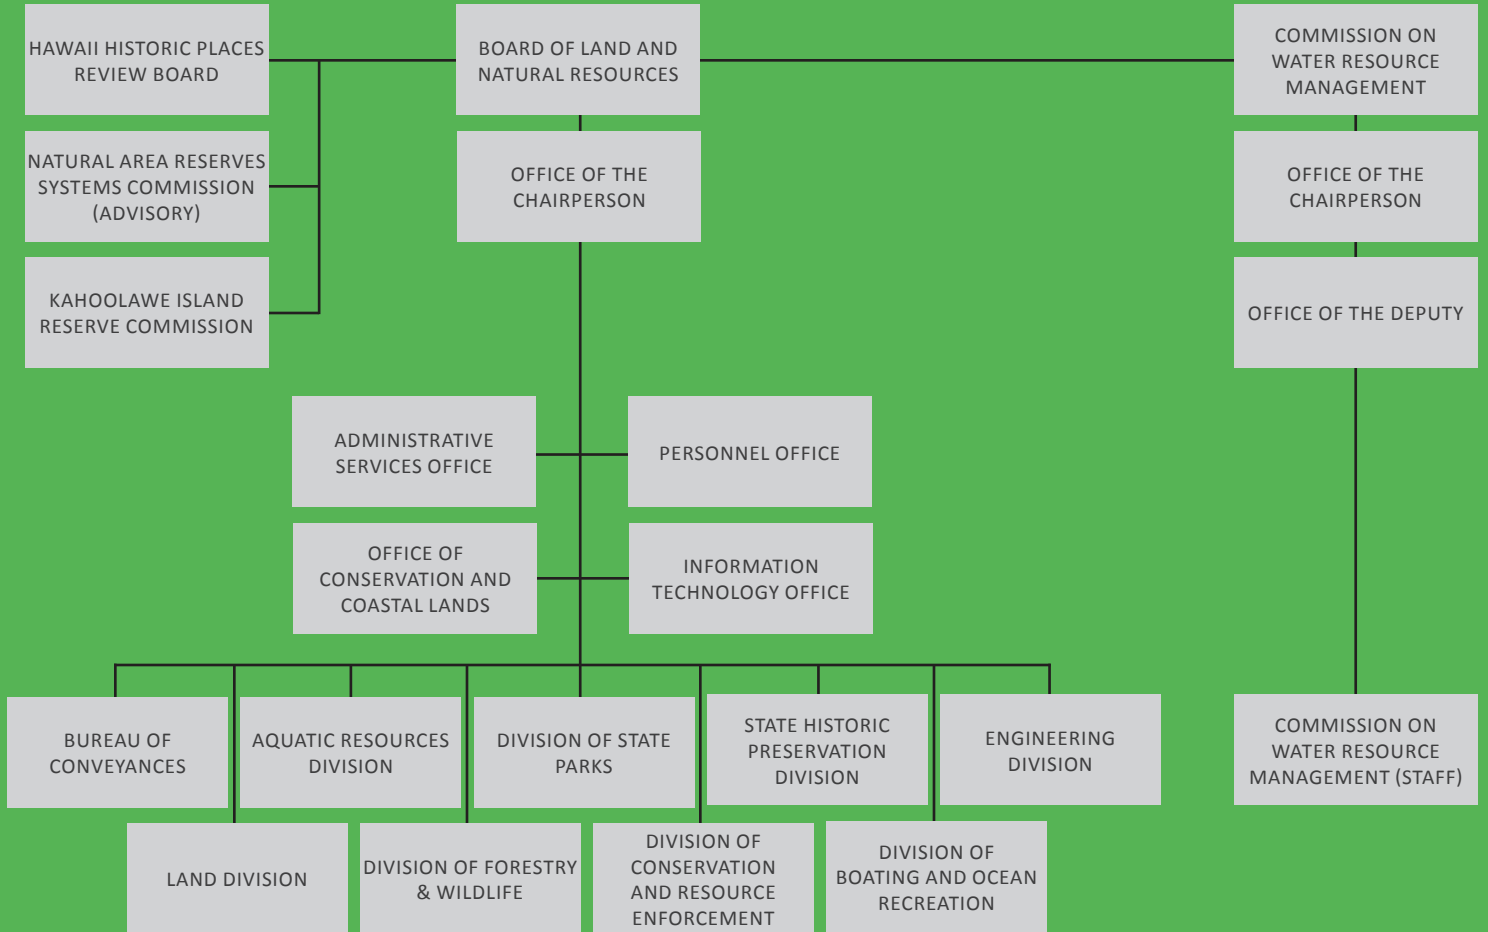 HAWAII HISTORIC PLACES
REVIEW BOARD
BOARD OF LAND AND
NATURAL RESOURCES
COMMISSION ON
WATER RESOURCE
MANAGEMENT
NATURAL AREA RESERVES
SYSTEMS COMMISSION
(ADVISORY)
OFFICE OF THE
CHAIRPERSON
OFFICE OF THE
CHAIRPERSON
KAHOOLAWE ISLAND
RESERVE COMMISSION
OFFICE OF THE DEPUTY
ADMINISTRATIVE
SERVICES OFFICE
PERSONNEL OFFICE
OFFICE OF
CONSERVATION AND
COASTAL LANDS
INFORMATION
TECHNOLOGY OFFICE
BUREAU OF
CONVEYANCES
AQUATIC RESOURCES
DIVISION
DIVISION OF STATE
PARKS
STATE HISTORIC
PRESERVATION
DIVISION
ENGINEERING
DIVISION
COMMISSION ON
WATER RESOURCE
MANAGEMENT (STAFF)
LAND DIVISION
DIVISION OF FORESTRY
& WILDLIFE
DIVISION OF
CONSERVATION
AND RESOURCE
ENFORCEMENT
DIVISION OF
BOATING AND OCEAN
RECREATION